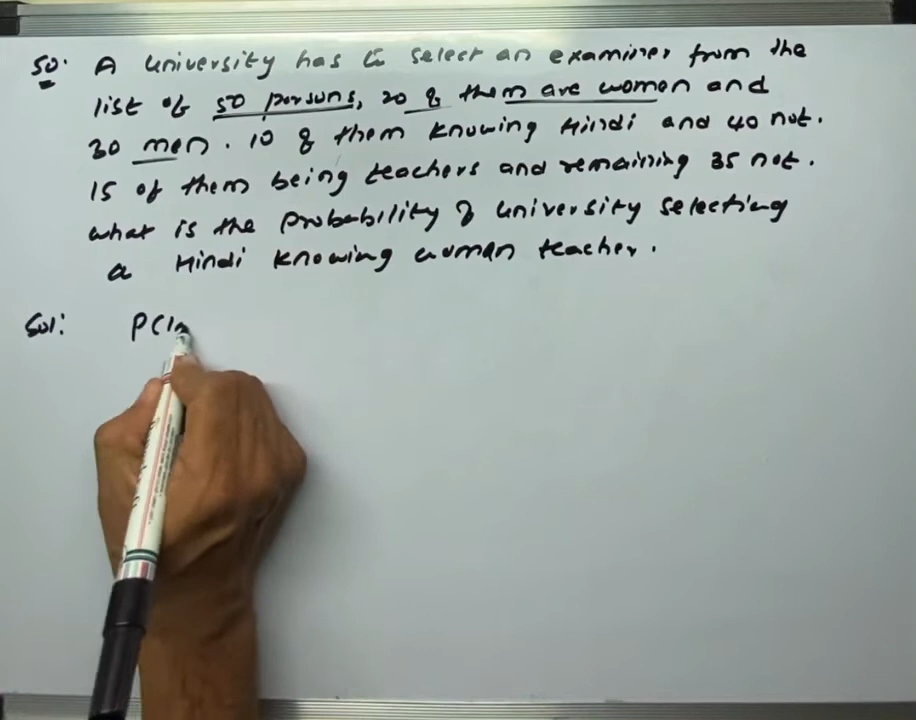 50. A university has to select an examiner from the
list of 50 persons, 20 of them are women and
30 men. 10 of them knowing Hindi and 40 not.
15 of them being teachers and remaining 35 not.
what is the probability of university selecting
a Hindi knowing woman teacher.
Sol: P(